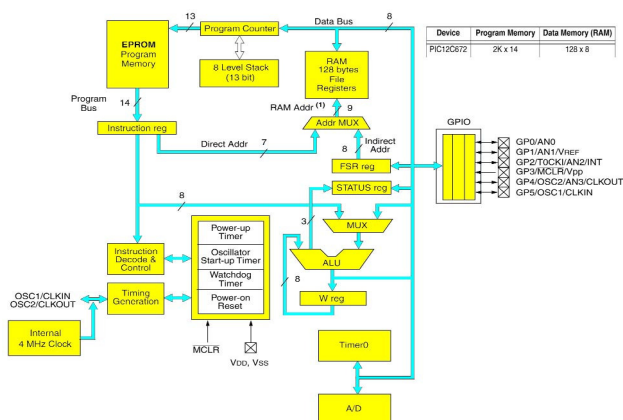 13
Program Counter
Data Bus
8
EPROM
Program
Memory
8 Level Stack
(13 bit)
RAM
128 bytes
File
Registers
Device
Program Memory
Data Memory (RAM)
PIC12C672
2K x 14
128 x 8
Program
Bus
14
RAM Addr (1)
9
Instruction reg
Addr MUX
Direct Addr
7
8
Indirect
Addr
FSR reg
STATUS reg
GPIO
GP0/AN0
GP1/AN1/VREF
GP2/T0CKI/AN2/INT
GP3/MCLR/Vpp
GP4/OSC2/AN3/CLKOUT
GP5/OSC1/CLKIN
8
3
MUX
Power-up
Timer
Instruction
Decode &
Control
Oscillator
Start-up Timer
ALU
Watchdog
Timer
8
OSC1/CLKIN
OSC2/CLKOUT
Timing
Generation
Power-on
Reset
W reg
Internal
4 MHz Clock
MCLR
VDD, VSS
Timer0
A/D